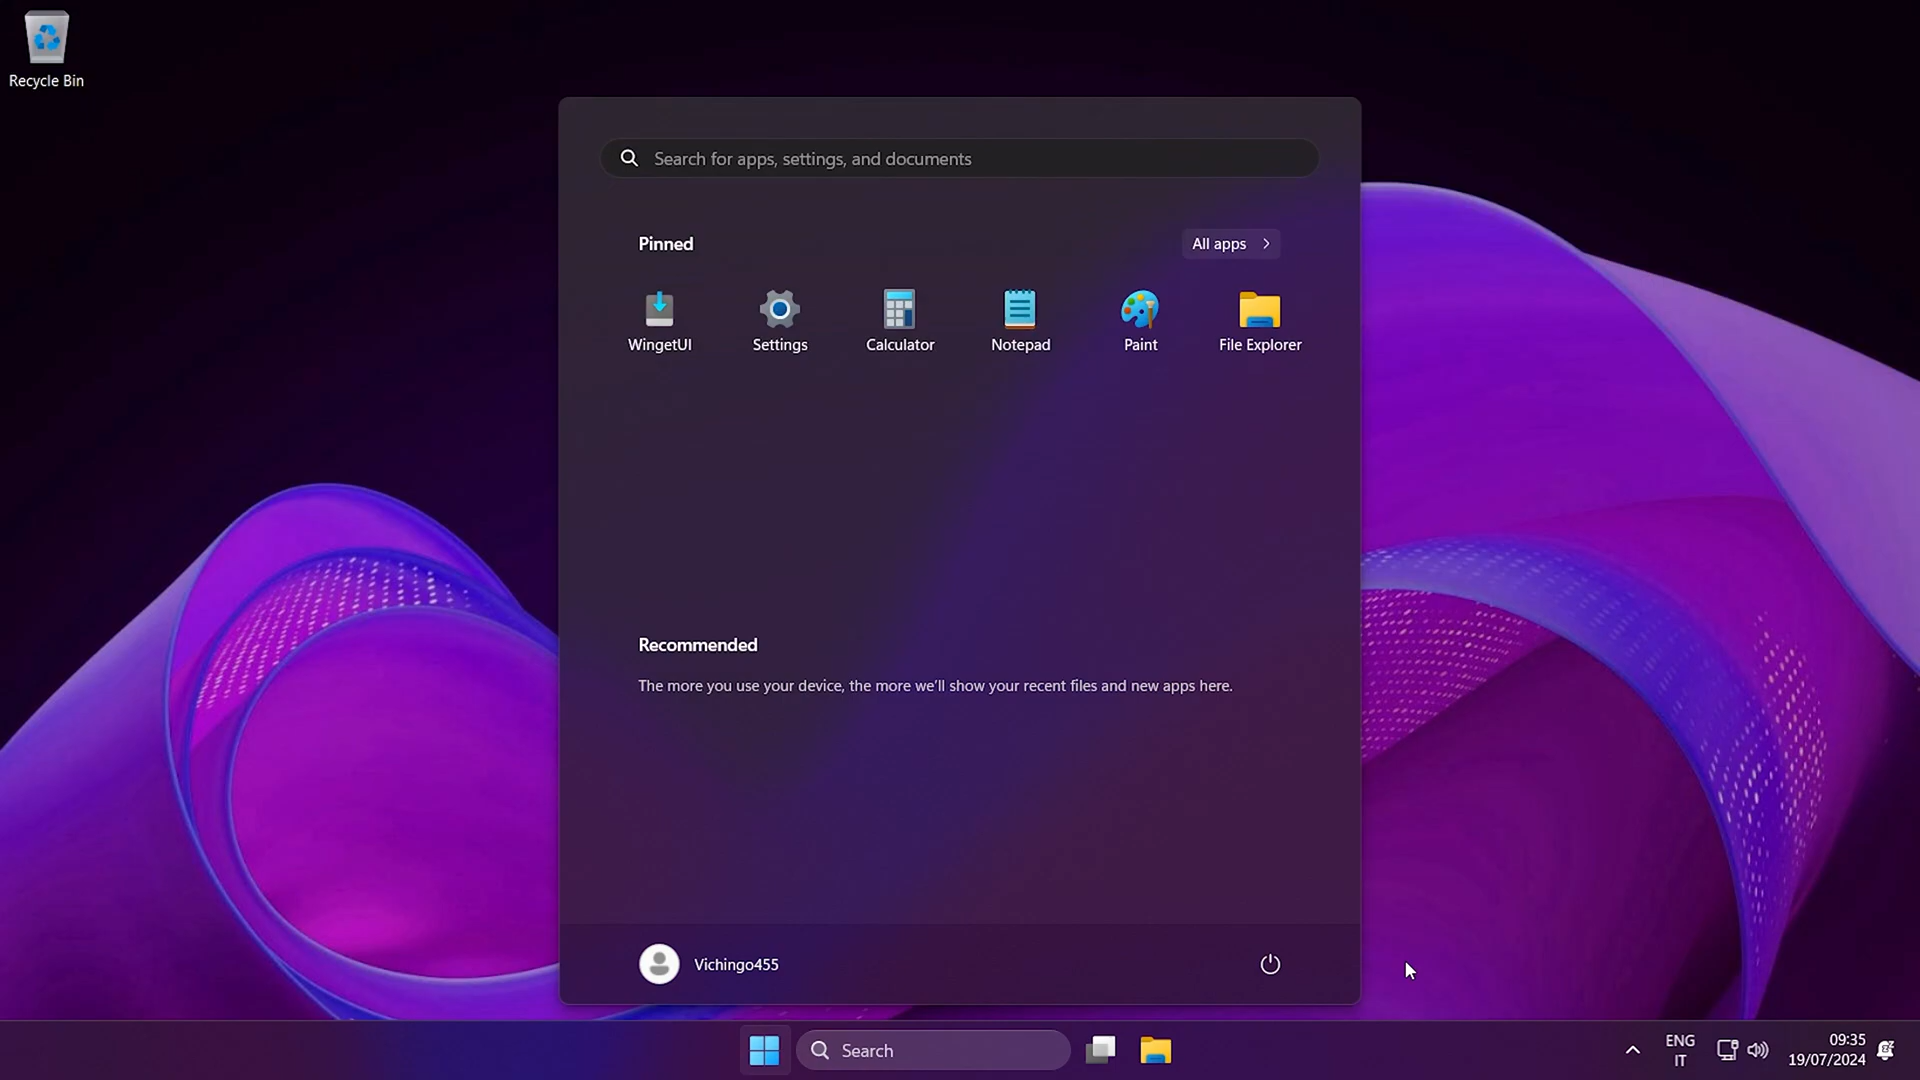 Recycle Bin
Search for apps, settings, and documents
Pinned
All apps
WingetUI
Settings
Calculator
Notepad
Paint
File Explorer
Recommended
The more you use your device, the more we'll show your recent files and new apps here.
Vichingo455
Search
ENG
IT
09:35
19/07/2024